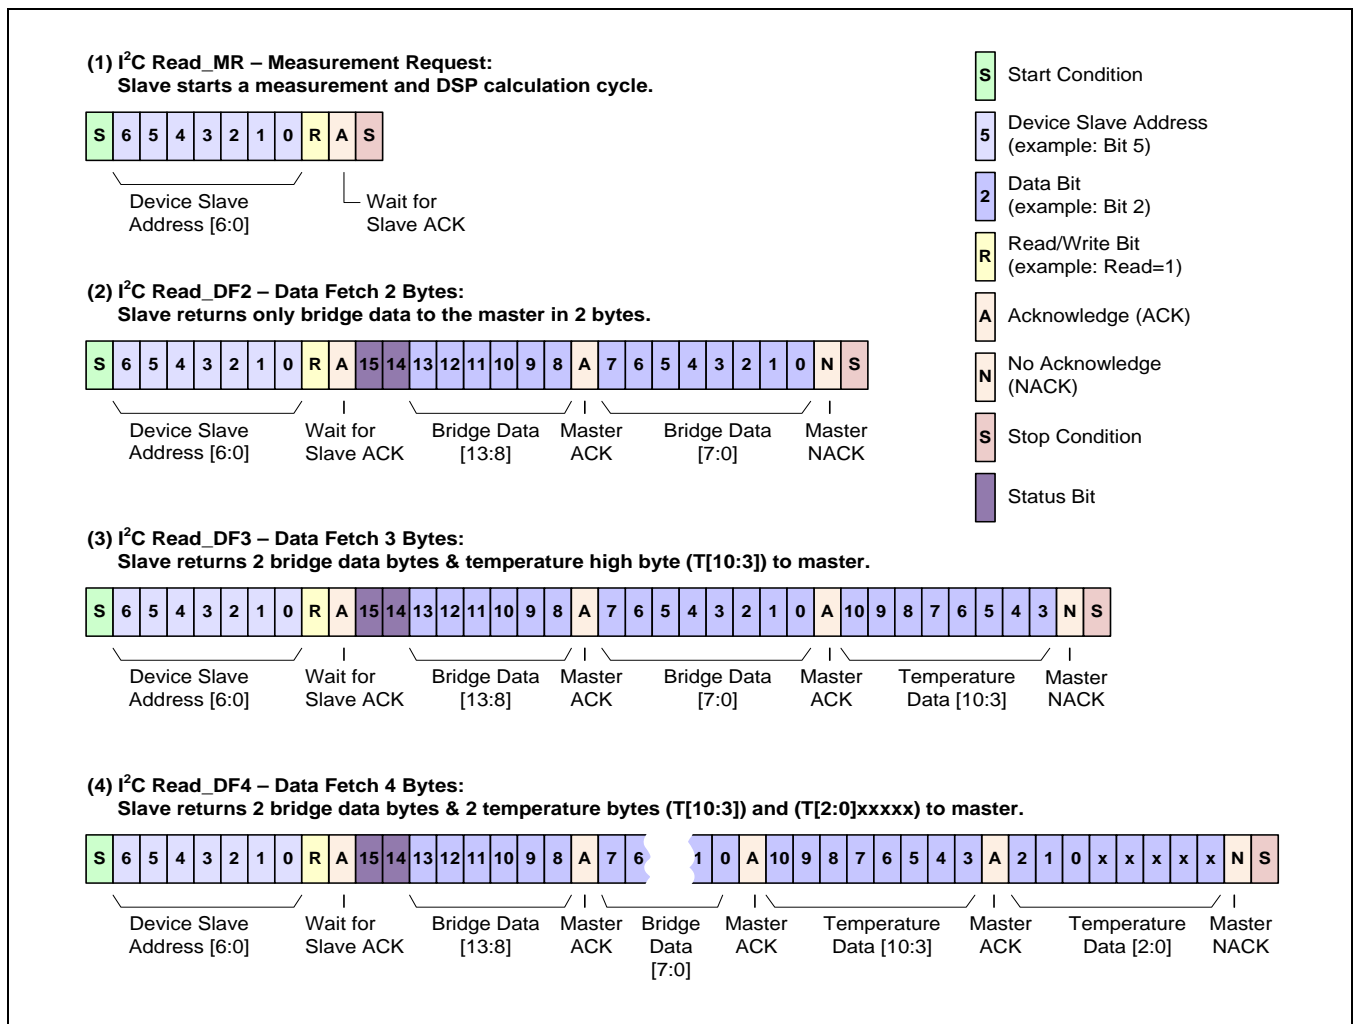 (1) I²C Read_MR – Measurement Request:
Slave starts a measurement and DSP calculation cycle.
S 6 5 4 3 2 1 0 R A S
Device Slave
Address [6:0]
Wait for
Slave ACK
(2) I²C Read_DF2 – Data Fetch 2 Bytes:
Slave returns only bridge data to the master in 2 bytes.
S 6 5 4 3 2 1 0 R A 15 14 13 12 11 10 9 8 A 7 6 5 4 3 2 1 0 N S
Device Slave
Address [6:0]
Wait for
Slave ACK
Bridge Data
[13:8]
Master
ACK
Bridge Data
[7:0]
Master
NACK
S Start Condition
5 Device Slave Address
(example: Bit 5)
2 Data Bit
(example: Bit 2)
R Read/Write Bit
(example: Read=1)
A Acknowledge (ACK)
N No Acknowledge
(NACK)
S Stop Condition
Status Bit
(3) I²C Read_DF3 – Data Fetch 3 Bytes:
Slave returns 2 bridge data bytes & temperature high byte (T[10:3]) to master.
S 6 5 4 3 2 1 0 R A 15 14 13 12 11 10 9 8 A 7 6 5 4 3 2 1 0 A 10 9 8 7 6 5 4 3 N S
Device Slave
Address [6:0]
Wait for
Slave ACK
Bridge Data
[13:8]
Master
ACK
Bridge Data
[7:0]
Master
ACK
Temperature
Data [10:3]
Master
NACK
(4) I²C Read_DF4 – Data Fetch 4 Bytes:
Slave returns 2 bridge data bytes & 2 temperature bytes (T[10:3]) and (T[2:0]xxxxx) to master.
S 6 5 4 3 2 1 0 R A 15 14 13 12 11 10 9 8 A 7 6 1 0 A 10 9 8 7 6 5 4 3 A 2 1 0 x x x x x N S
Device Slave
Address [6:0]
Wait for
Slave ACK
Bridge Data
[13:8]
Master
ACK
Bridge
Data
[7:0]
Master
ACK
Temperature
Data [10:3]
Master
ACK
Temperature
Data [2:0]
Master
NACK